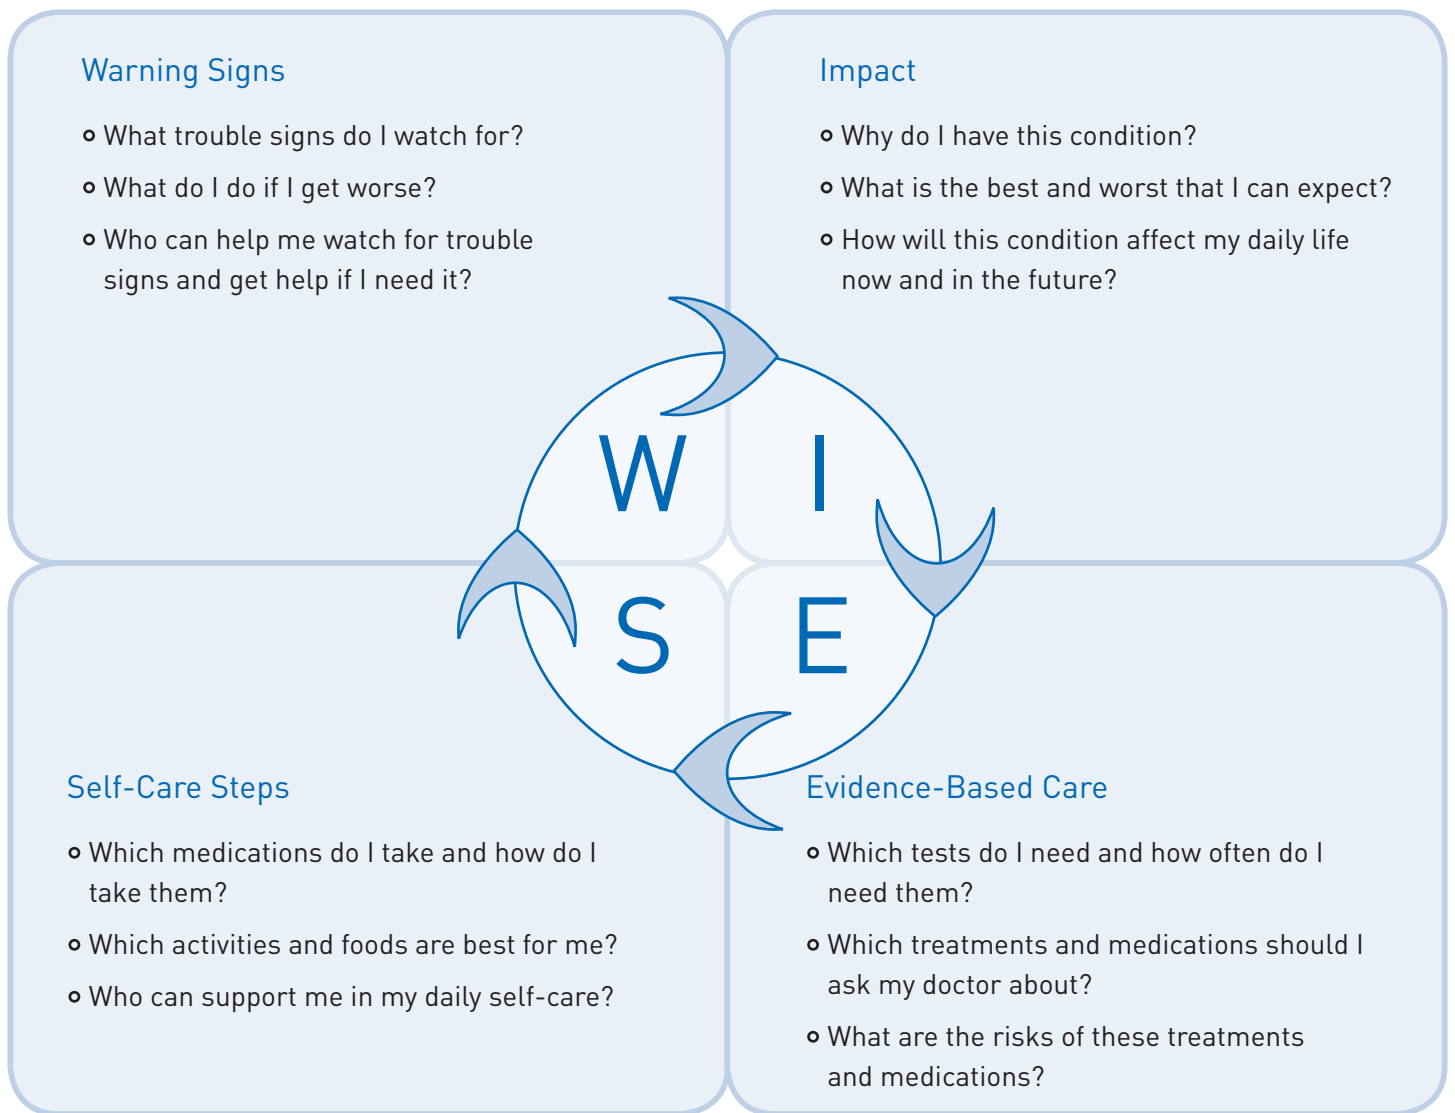 Warning Signs
What trouble signs do I watch for?
What do I do if I get worse?
Who can help me watch for trouble
signs and get help if I need it?
Impact
Why do I have this condition?
What is the best and worst that I can expect?
How will this condition affect my daily life
now and in the future?
W I
S E
Self-Care Steps
Which medications do I take and how do I
take them?
Which activities and foods are best for me?
Who can support me in my daily self-care?
Evidence-Based Care
Which tests do I need and how often do I
need them?
Which treatments and medications should I
ask my doctor about?
What are the risks of these treatments
and medications?